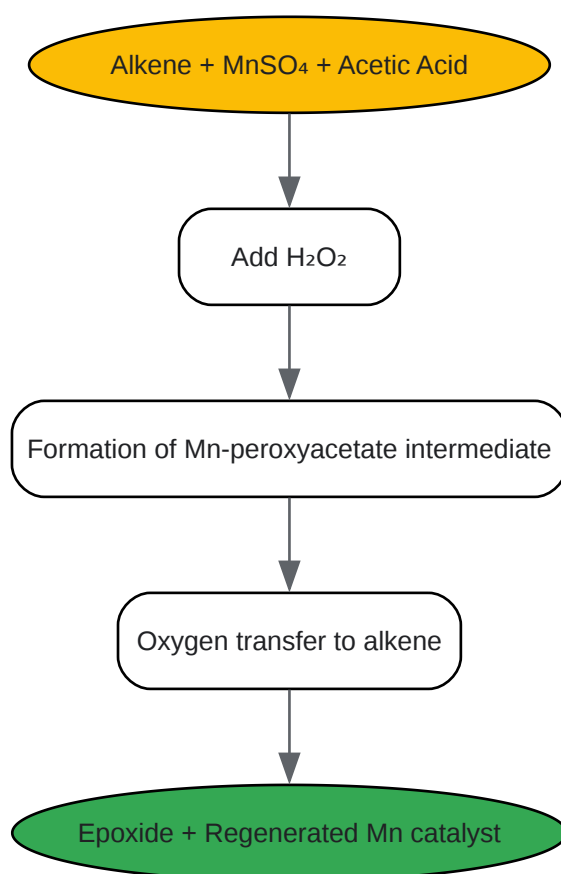 Alkene + MnSO₄ + Acetic Acid
Add H₂O₂
Formation of Mn-peroxyacetate intermediate
Oxygen transfer to alkene
Epoxide + Regenerated Mn catalyst